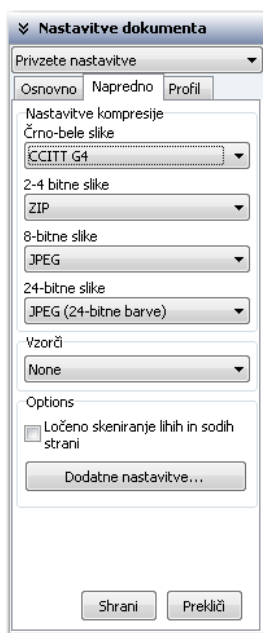 Nastavitve dokumenta
Privzete nastavitve
Osnovno Napredno Profil
Nastavitve kompresije
Črno-bele slike
CCITT G4
2-4 bitne slike
ZIP
8-bitne slike
JPEG
24-bitne slike
JPEG (24-bitne barve)
Vzorči
None
Options
Ločeno skeniranje lihih in sodih
strani
Dodatne nastavitve...
Shrani Prekliči